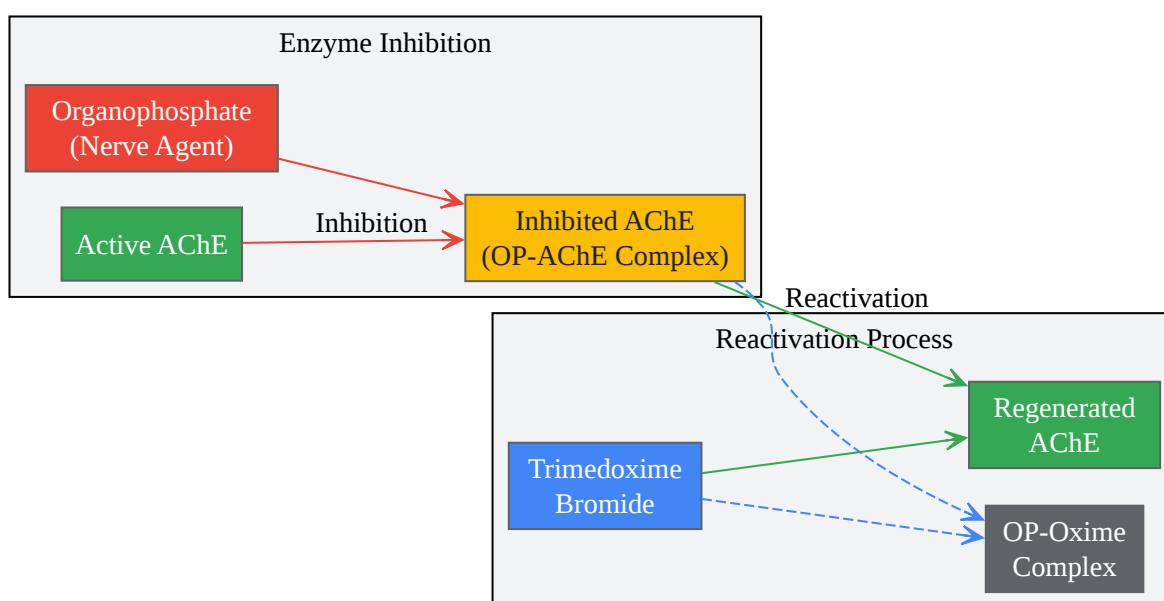 Enzyme Inhibition
Organophosphate
(Nerve Agent)
Active AChE
Inhibition
Inhibited AChE
(OP-AChE Complex)
Reactivation
Reactivation Process
Regenerated
AChE
Trimedoxime
Bromide
OP-Oxime
Complex